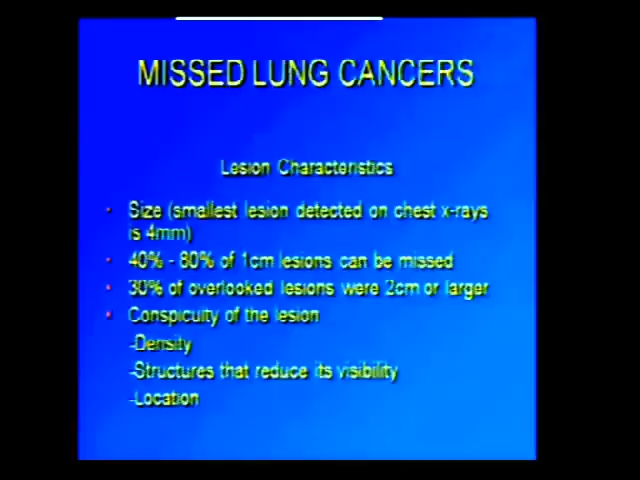 MISSED LUNG CANCERS
Lesion Characteristics
• Size (smallest lesion detected on chest x-rays
is 4mm)
• 40% - 80% of 1cm lesions can be missed
• 30% of overlooked lesions were 2cm or larger
• Conspicuity of the lesion
-Density
-Structures that reduce its visibility
-Location